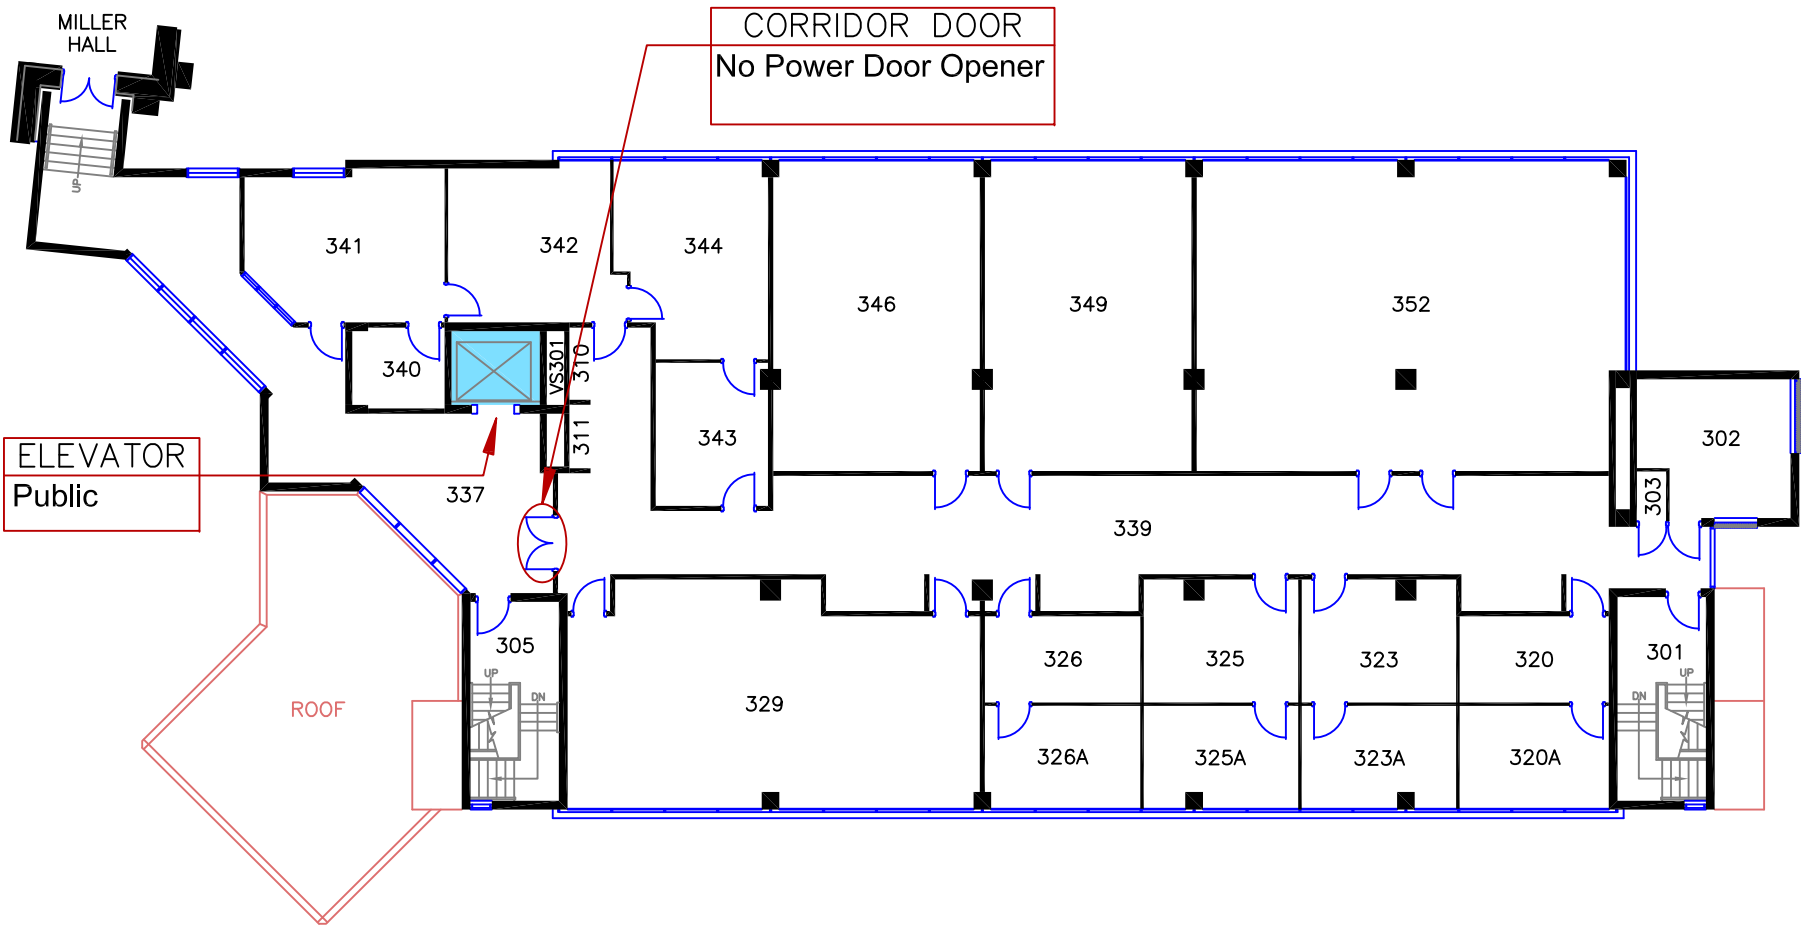 MILLER
HALL
CORRIDOR DOOR
No Power Door Opener
UP
341
342
344
346
349
352
340
VS301
310
311
343
302
303
ELEVATOR
Public
337
339
305
UP
DN
ROOF
329
326
325
323
320
301
UP
DN
326A
325A
323A
320A